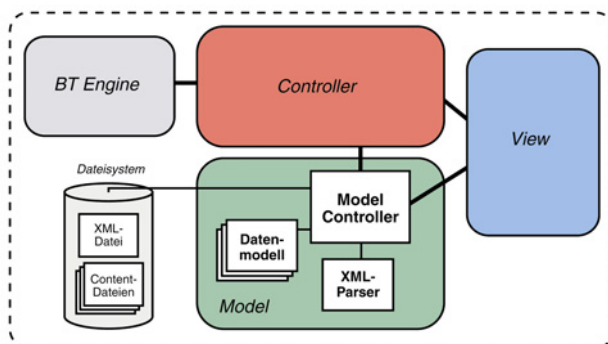 BT Engine
Controller
View
Dateisystem
XML-
Datei
Content-
Dateien
Model
Controller
Daten-
modell
XML-
Parser
Model